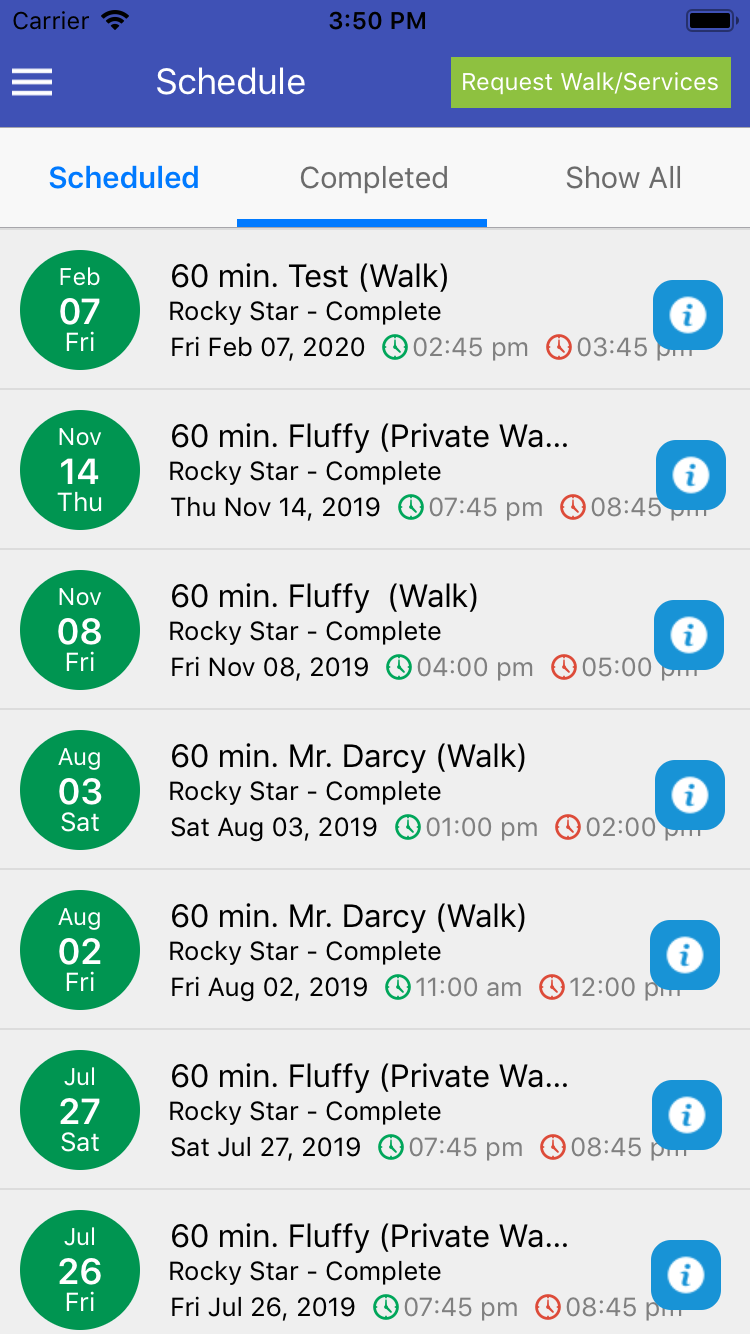 Carrier 3:50 PM
Schedule Request Walk/Services
Scheduled Completed Show All
Feb
07
Fri
60 min. Test (Walk)
Rocky Star - Complete
Fri Feb 07, 2020 02:45 pm 03:45 pm
Nov
14
Thu
60 min. Fluffy (Private Wa...
Rocky Star - Complete
Thu Nov 14, 2019 07:45 pm 08:45 pm
Nov
08
Fri
60 min. Fluffy  (Walk)
Rocky Star - Complete
Fri Nov 08, 2019 04:00 pm 05:00 pm
Aug
03
Sat
60 min. Mr. Darcy (Walk)
Rocky Star - Complete
Sat Aug 03, 2019 01:00 pm 02:00 pm
Aug
02
Fri
60 min. Mr. Darcy (Walk)
Rocky Star - Complete
Fri Aug 02, 2019 11:00 am 12:00 pm
Jul
27
Sat
60 min. Fluffy (Private Wa...
Rocky Star - Complete
Sat Jul 27, 2019 07:45 pm 08:45 pm
Jul
26
Fri
60 min. Fluffy (Private Wa...
Rocky Star - Complete
Fri Jul 26, 2019 07:45 pm 08:45 pm